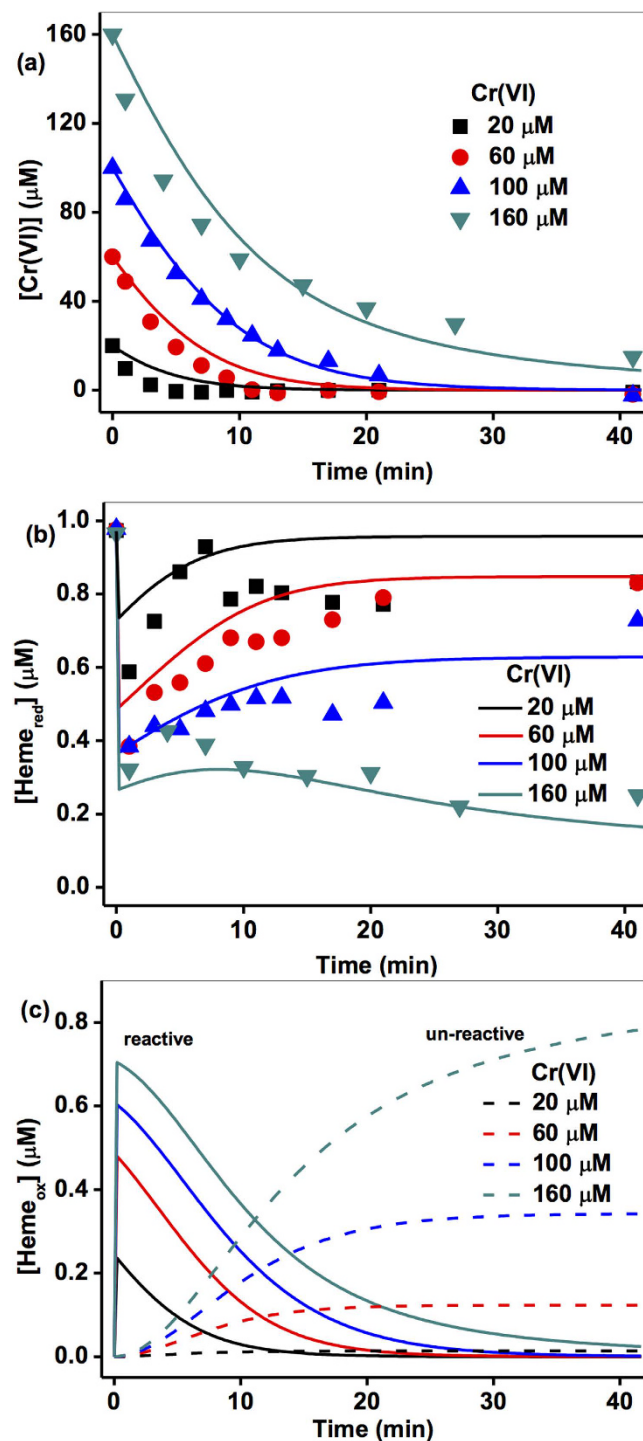 (a)
[Cr(VI)] (μM)
160
120
80
40
0
Cr(VI)
20 μM
60 μM
100 μM
160 μM
0 10 20 30 40
Time (min)
(b)
[Heme_red] (μM)
1.0
0.8
0.6
0.4
0.2
0.0
Cr(VI)
20 μM
60 μM
100 μM
160 μM
0 10 20 30 40
Time (min)
(c)
[Heme_ox] (μM)
0.8
0.6
0.4
0.2
0.0
reactive un-reactive
Cr(VI)
20 μM
60 μM
100 μM
160 μM
0 10 20 30 40
Time (min)